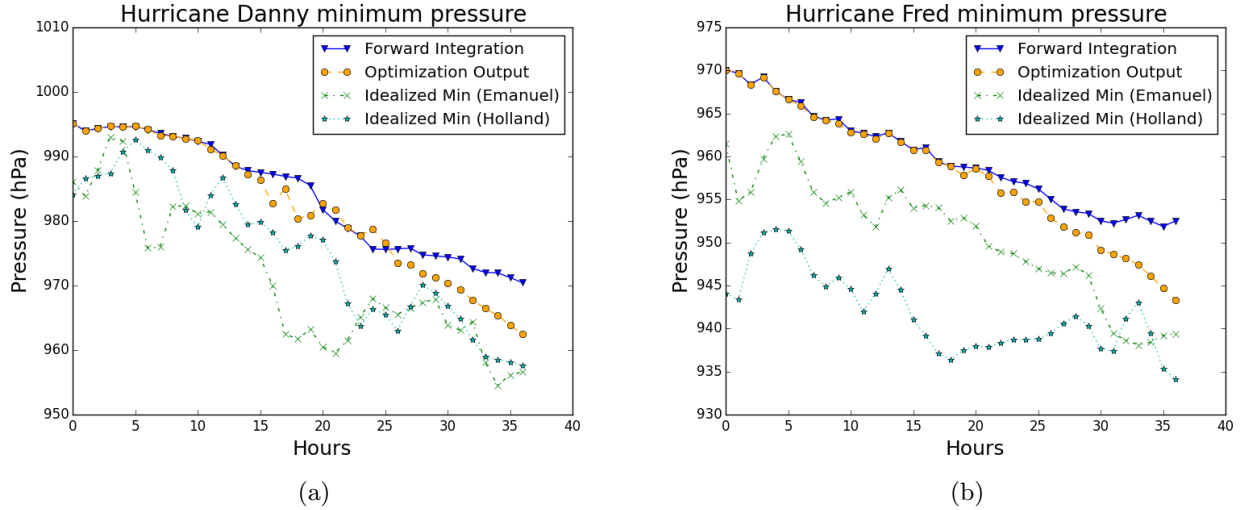 Hurricane Danny minimum pressure
1010
1000
990
980
970
960
950
Pressure (hPa)
0 5 10 15 20 25 30 35 40
Hours
Forward Integration
Optimization Output
Idealized Min (Emanuel)
Idealized Min (Holland)
(a)
Hurricane Fred minimum pressure
975
970
965
960
955
950
945
940
935
930
Pressure (hPa)
0 5 10 15 20 25 30 35 40
Hours
Forward Integration
Optimization Output
Idealized Min (Emanuel)
Idealized Min (Holland)
(b)